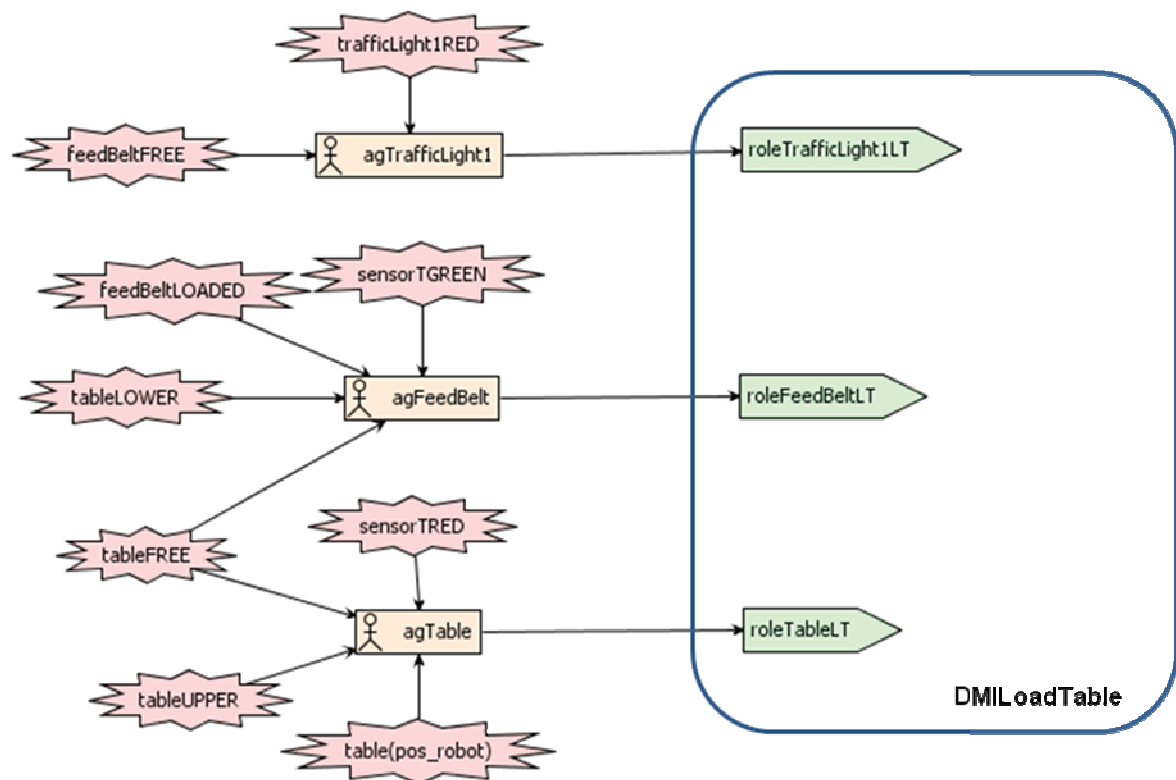 trafficLight1RED
feedBeltFREE
agTrafficLight1
roleTrafficLight1LT
feedBeltLOADED
sensorTGREEN
tableLOWER
agFeedBelt
roleFeedBeltLT
tableFREE
sensorTRED
agTable
roleTableLT
tableUPPER
DMILoadTable
table(pos_robot)